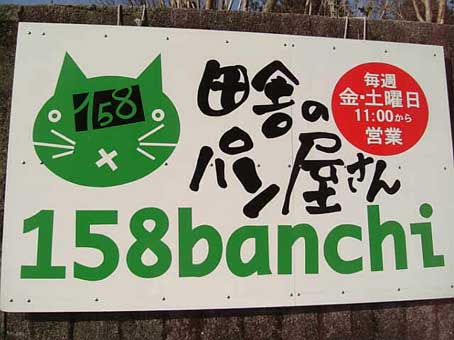 158
田舎の
パン屋さん
毎週
金・土曜日
11:00から
営業
158banchi